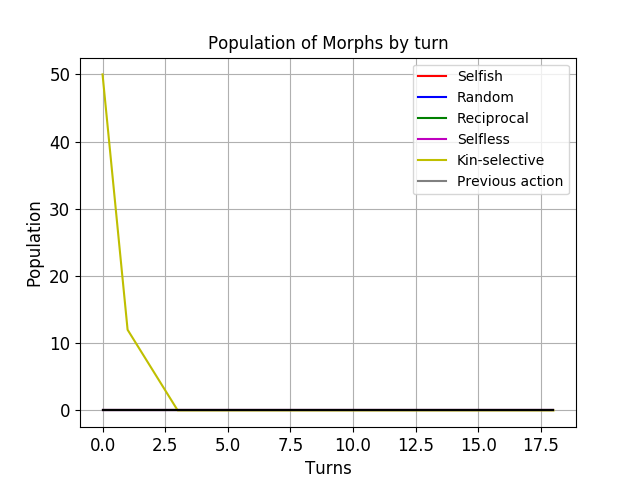 Population of Morphs by turn
Selfish
Random
Reciprocal
Selfless
Kin-selective
Previous action
50
40
30
20
10
0
Population
0.0 2.5 5.0 7.5 10.0 12.5 15.0 17.5
Turns